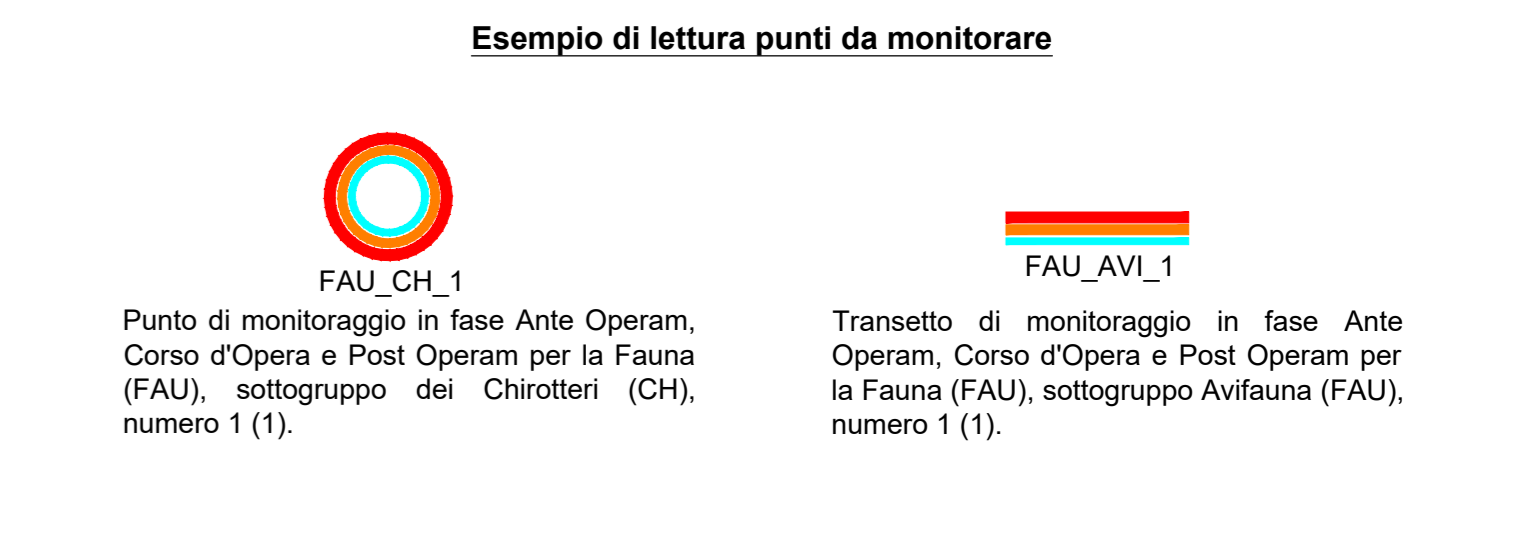 Esempio di lettura punti da monitorare
FAU_CH_1
Punto di monitoraggio in fase Ante Operam,
Corso d'Opera e Post Operam per la Fauna
(FAU), sottogruppo dei Chirotteri (CH),
numero 1 (1).
FAU_AVI_1
Transetto di monitoraggio in fase Ante
Operam, Corso d'Opera e Post Operam per
la Fauna (FAU), sottogruppo Avifauna (FAU),
numero 1 (1).